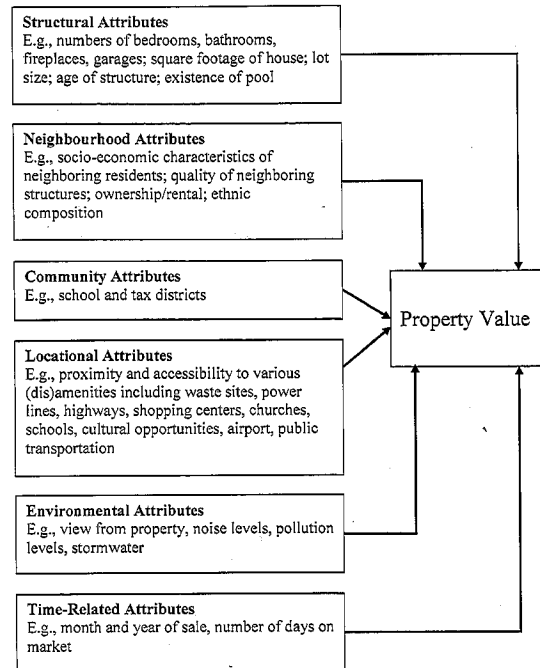 Structural Attributes
E.g., numbers of bedrooms, bathrooms,
fireplaces, garages; square footage of house; lot
size; age of structure; existence of pool
Neighbourhood Attributes
E.g., socio-economic characteristics of
neighboring residents; quality of neighboring
structures; ownership/rental; ethnic
composition
Community Attributes
E.g., school and tax districts
Property Value
Locational Attributes
E.g., proximity and accessibility to various
(dis)amenities including waste sites, power
lines, highways, shopping centers, churches,
schools, cultural opportunities, airport, public
transportation
Environmental Attributes
E.g., view from property, noise levels, pollution
levels, stormwater
Time-Related Attributes
E.g., month and year of sale, number of days on
market